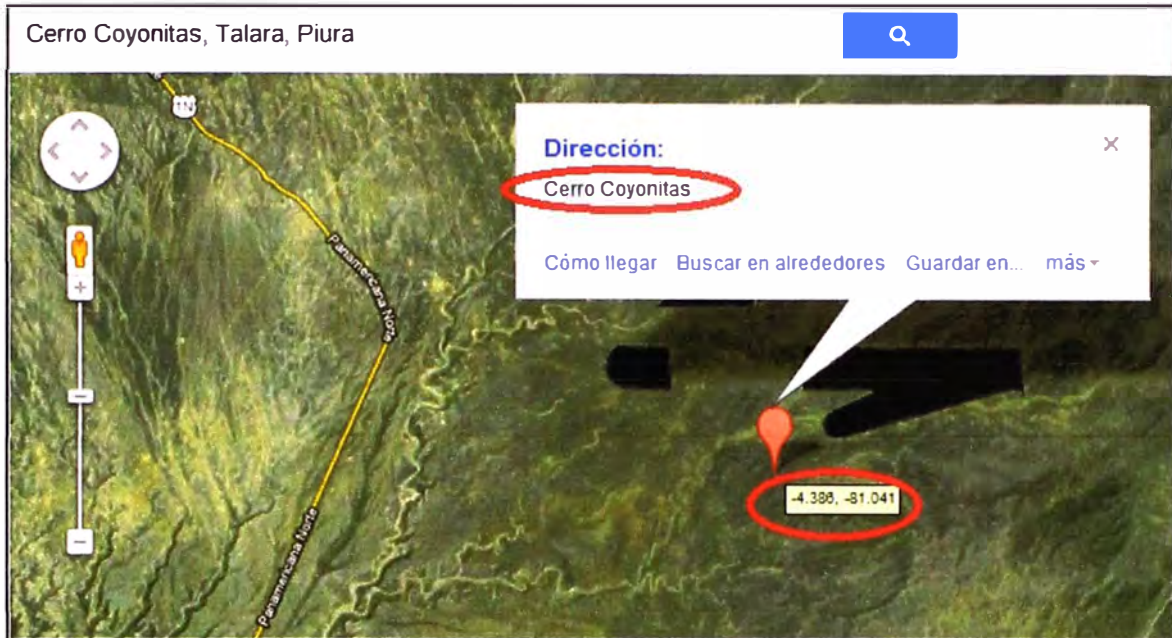 Cerro Coyonitas, Talara, Piura
1N
Dirección:
Cerro Coyonitas
Cómo llegar Buscar en alrededores Guardar en... más
Panamericana Norte
-4.386, -81.041
Panamericana Norte